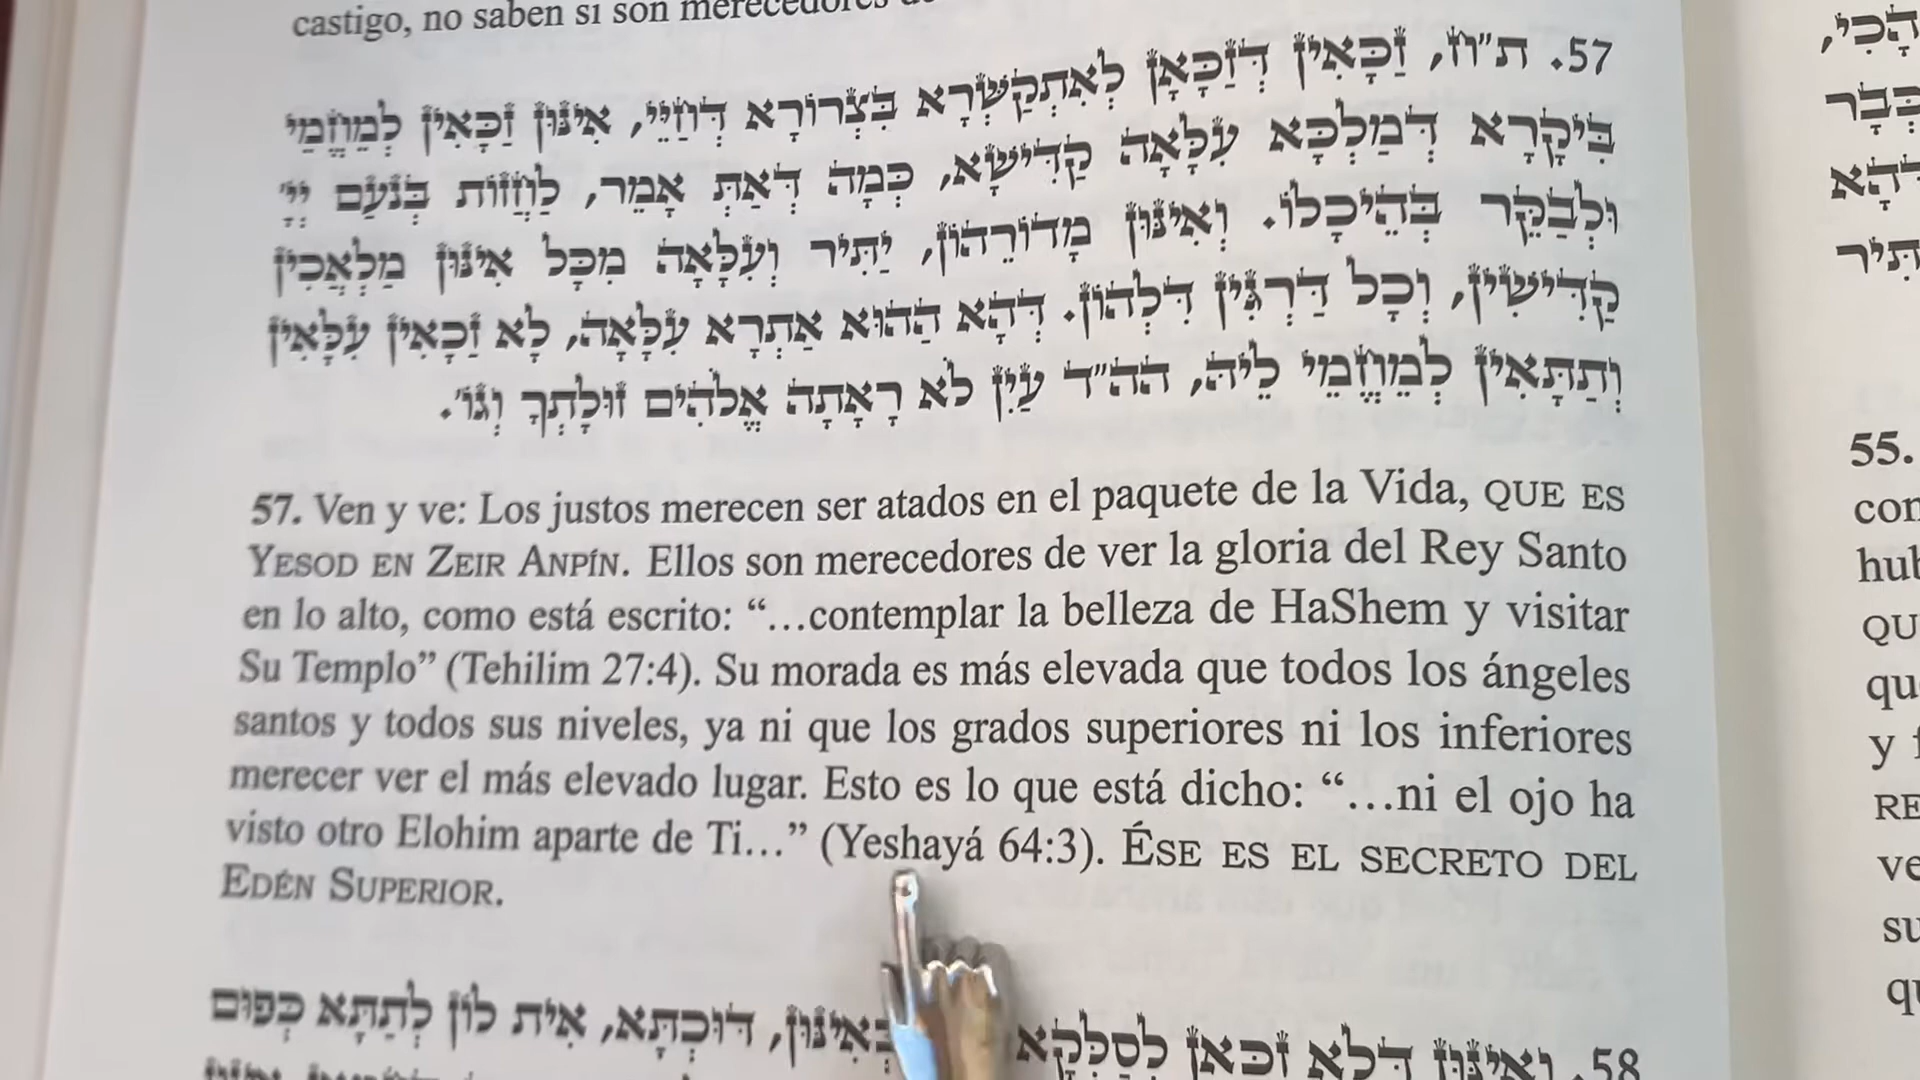 castigo, no saben si son merecedores
57. ת"ח, זַכָּאִין דְּזַכָּאָן לְאִתְקַשְּׁרָא בִּצְרוֹרָא דְּחַיֵּי, אִינּוּן זַכָּאִין לְמֵחֱמֵי
בִּיקָרָא דְּמַלְכָּא עִלָּאָה קַדִּישָׁא, כְּמָה דְּאַתְּ אָמֵר, לַחֲזוֹת בְּנֹעַם יְיָ'
וּלְבַקֵּר בְּהֵיכָלוֹ. וְאִינּוּן מָדוֹרֵהוֹן, יַתִּיר וְעִלָּאָה מִכָּל אִינּוּן מַלְאֲכִין
קַדִּישִׁין, וְכָל דַּרְגִּין דִּלְהוֹן. דְּהָא הַהוּא אַתְרָא עִלָּאָה, לָא זַכָאִין עִלָּאִין
וְתַתָּאִין לְמֵחֱמֵי לֵיהּ, הה"ד עַיִן לֹא רָאָתָה אֱלֹהִים זוּלָתְךָ וְגוֹ'.
57. Ven y ve: Los justos merecen ser atados en el paquete de la Vida, QUE ES
YESOD EN ZEIR ANPÍN. Ellos son merecedores de ver la gloria del Rey Santo
en lo alto, como está escrito: “…contemplar la belleza de HaShem y visitar
Su Templo” (Tehilim 27:4). Su morada es más elevada que todos los ángeles
santos y todos sus niveles, ya ni que los grados superiores ni los inferiores
merecer ver el más elevado lugar. Esto es lo que está dicho: “…ni el ojo ha
visto otro Elohim aparte de Ti…” (Yeshayá 64:3). ÉSE ES EL SECRETO DEL
EDÉN SUPERIOR.
58. וְאִינּוּן דְּלָא זַכָּאן לְסַלְּקָא בְּאִינּוּן, דּוּכְתָּא, אִית לוֹן לְתַתָּא כְּפוּם
הָכִי,
כְּבָר
דְהָא
תִּיר
55.
y